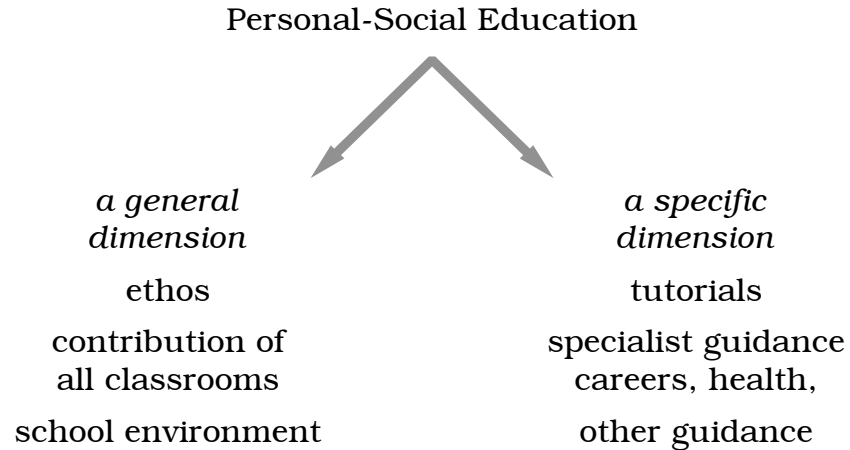 Personal-Social Education
a general
dimension
ethos
contribution of
all classrooms
school environment
a specific
dimension
tutorials
specialist guidance
careers, health,
other guidance